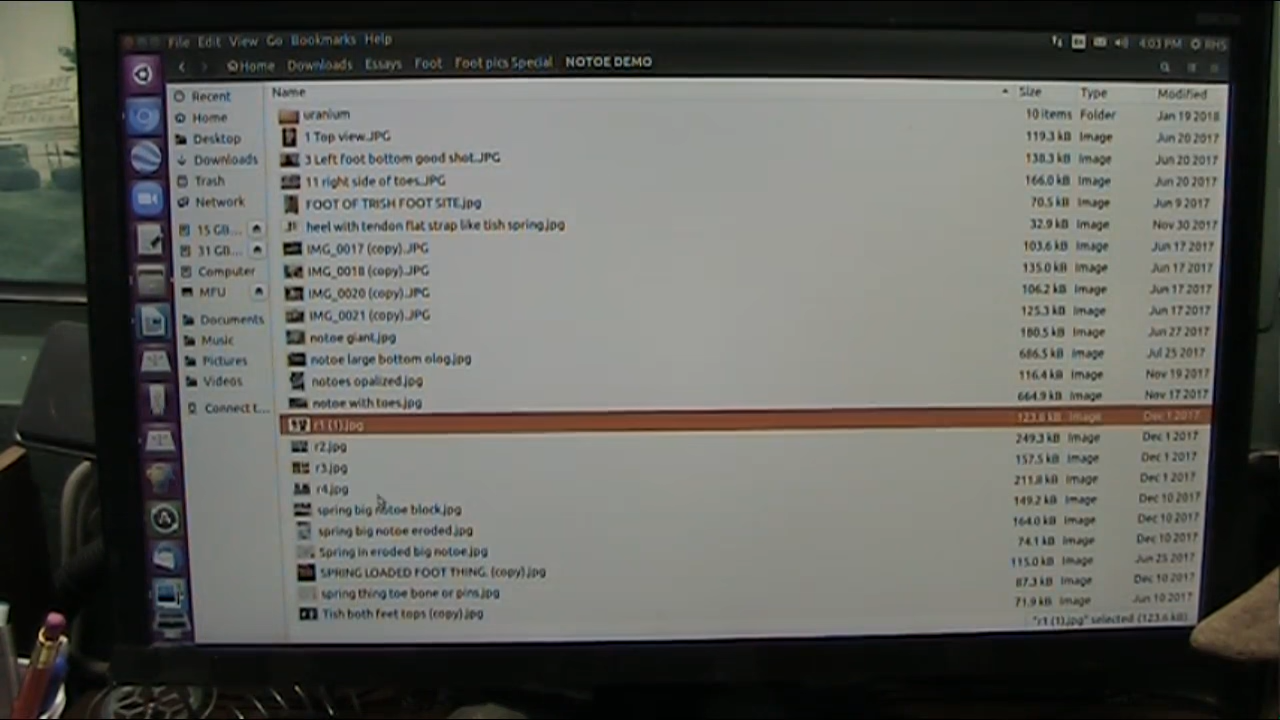 File Edit View Go Bookmarks Help 4:03 PM RHS
Home Downloads Essays Foot Foot pics Special NOTOE DEMO
Name Size Type Modified
Recent
Home
Desktop
Downloads
Trash
Network
15 GB...
31 GB...
Computer
MFU
Documents
Music
Pictures
Videos
Connect t...
uranium 10 items Folder Jan 19 2018
1 Top view.JPG 119.3 kB Image Jun 20 2017
3 Left foot bottom good shot.JPG 138.3 kB Image Jun 20 2017
11 right side of toes.JPG 166.0 kB Image Jun 20 2017
FOOT OF TRISH FOOT SITE.jpg 70.5 kB Image Jun 9 2017
heel with tendon flat strap like tish spring.jpg 32.9 kB Image Nov 30 2017
IMG_0017 (copy).JPG 103.6 kB Image Jun 17 2017
IMG_0018 (copy).JPG 135.0 kB Image Jun 17 2017
IMG_0020 (copy).JPG 106.2 kB Image Jun 17 2017
IMG_0021 (copy).JPG 125.3 kB Image Jun 17 2017
notoe giant.jpg 180.5 kB Image Jun 27 2017
notoe large bottom olog.jpg 686.5 kB Image Jul 25 2017
notoes opalized.jpg 116.4 kB Image Nov 19 2017
notoe with toes.jpg 664.9 kB Image Nov 17 2017
r1 (1).jpg 123.6 kB Image Dec 1 2017
r2.jpg 249.3 kB Image Dec 1 2017
r3.jpg 157.5 kB Image Dec 1 2017
r4.jpg 211.8 kB Image Dec 1 2017
spring big notoe block.jpg 149.2 kB Image Dec 10 2017
spring big notoe eroded.jpg 164.0 kB Image Dec 10 2017
Spring in eroded big notoe.jpg 74.1 kB Image Dec 10 2017
SPRING LOADED FOOT THING. (copy).jpg 115.0 kB Image Jun 25 2017
spring thing toe bone or pins.jpg 87.3 kB Image Dec 10 2017
Tish both feet tops (copy).jpg 71.9 kB Image Jun 10 2017
"r1 (1).jpg" selected (123.6 kB)